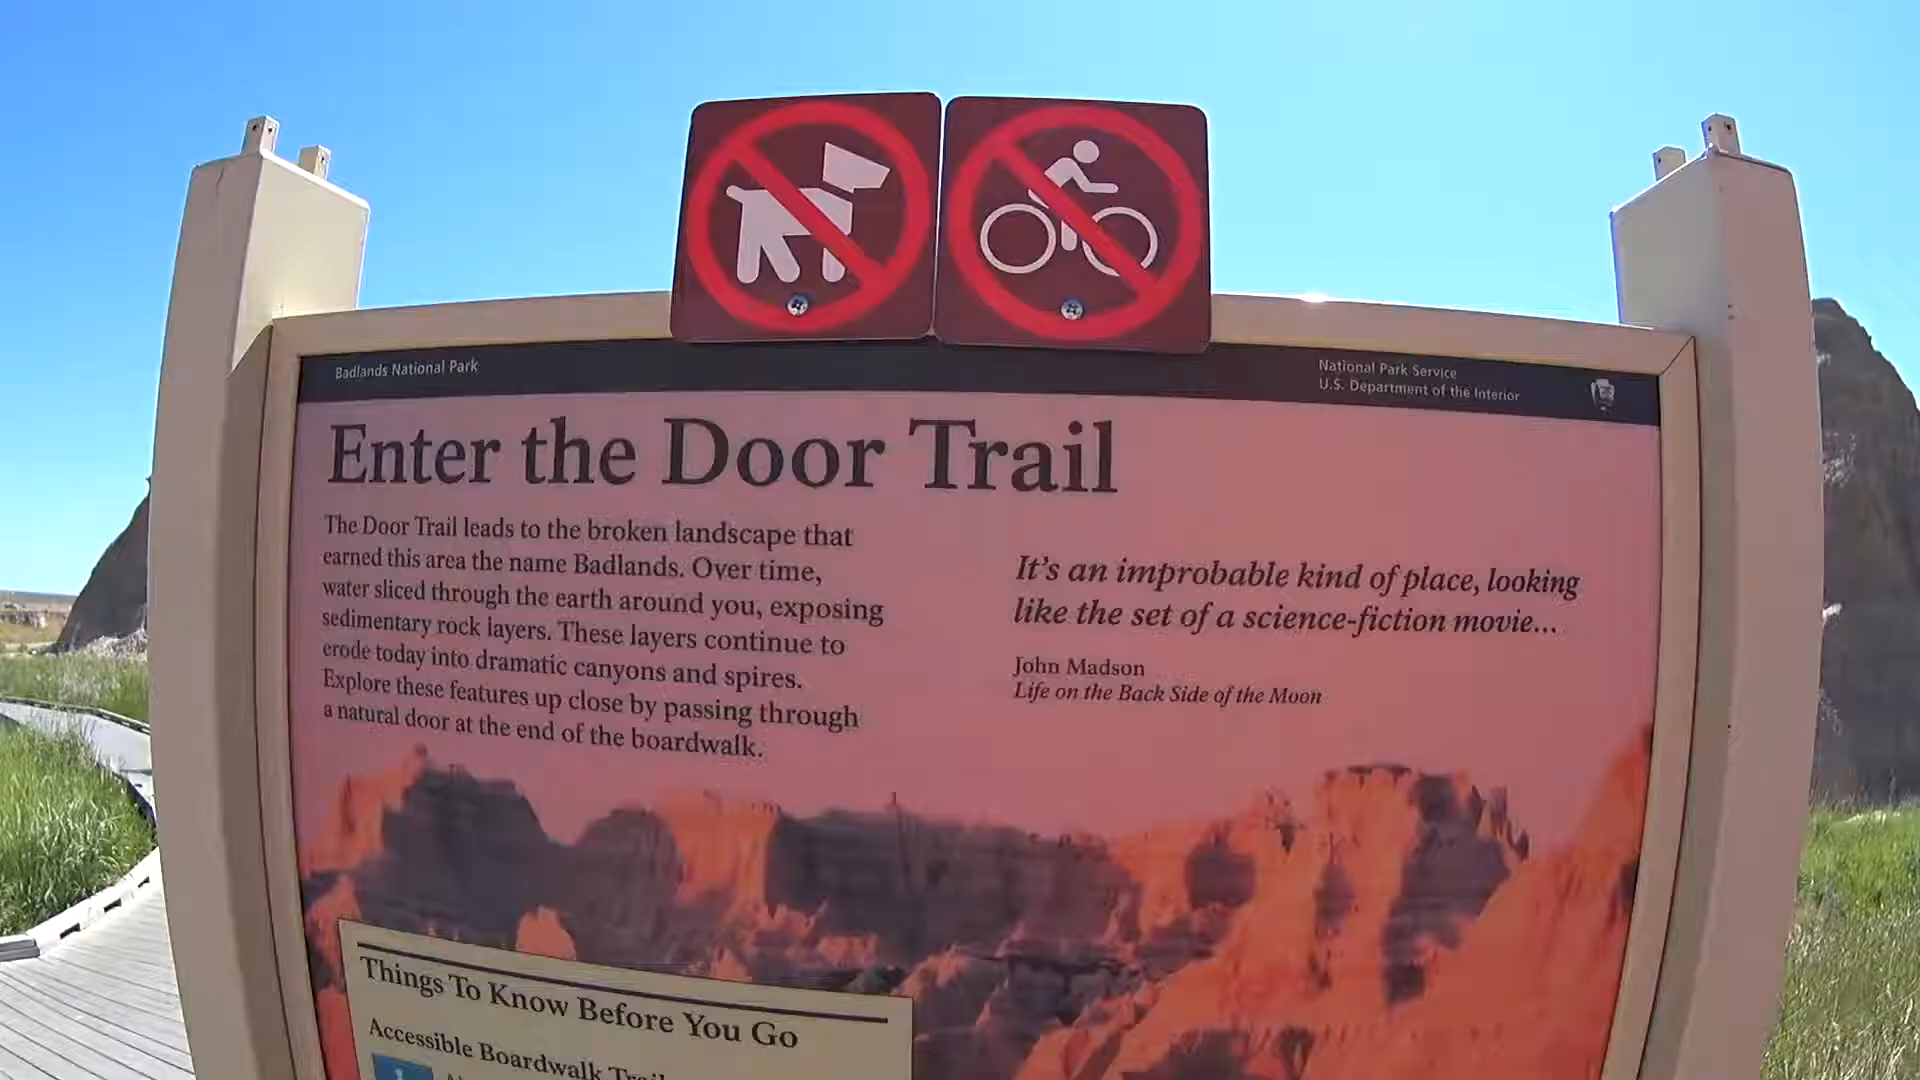 Badlands National Park
National Park Service
U.S. Department of the Interior
Enter the Door Trail
The Door Trail leads to the broken landscape that
earned this area the name Badlands. Over time,
water sliced through the earth around you, exposing
sedimentary rock layers. These layers continue to
erode today into dramatic canyons and spires.
Explore these features up close by passing through
a natural door at the end of the boardwalk.
It's an improbable kind of place, looking
like the set of a science-fiction movie...
John Madson
Life on the Back Side of the Moon
Things To Know Before You Go
Accessible Boardwalk